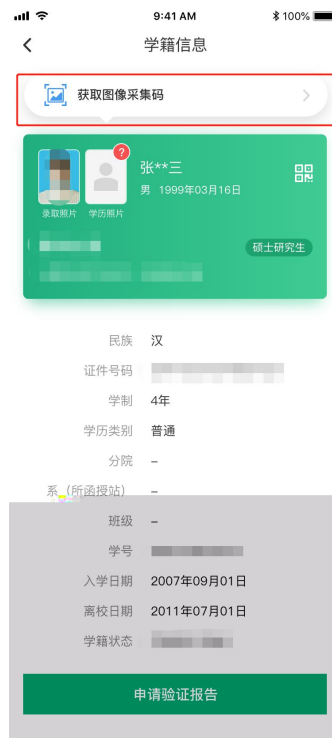 9:41 AM
100%
学籍信息
获取图像采集码
?
张**三
男 1999年03月16日
录取照片 学历照片
硕士研究生
民族 汉
证件号码
学制 4年
学历类别 普通
分院 –
系（所函授站） –
班级 –
学号
入学日期 2007年09月01日
离校日期 2011年07月01日
学籍状态
申请验证报告